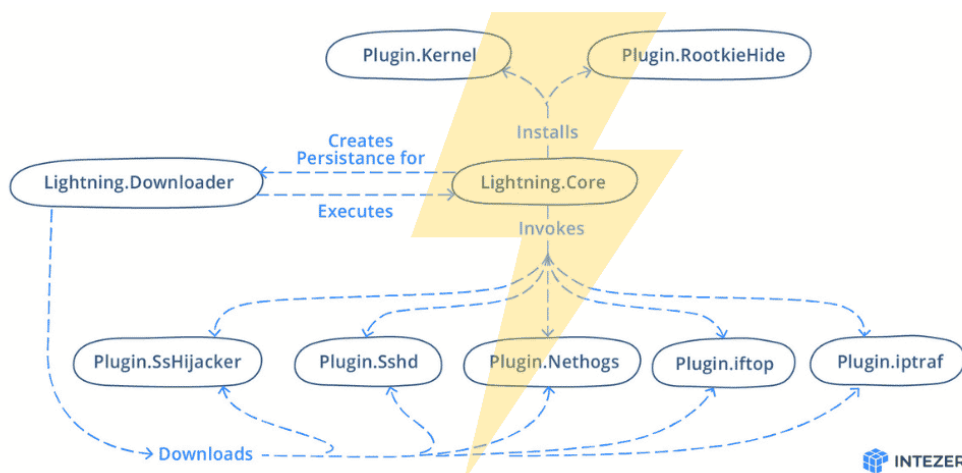 Plugin.Kernel
Plugin.RootkieHide
Installs
Creates
Persistance for
Lightning.Downloader
Lightning.Core
Executes
Invokes
Plugin.SsHijacker
Plugin.Sshd
Plugin.Nethogs
Plugin.iftop
Plugin.iptraf
Downloads
INTEZER